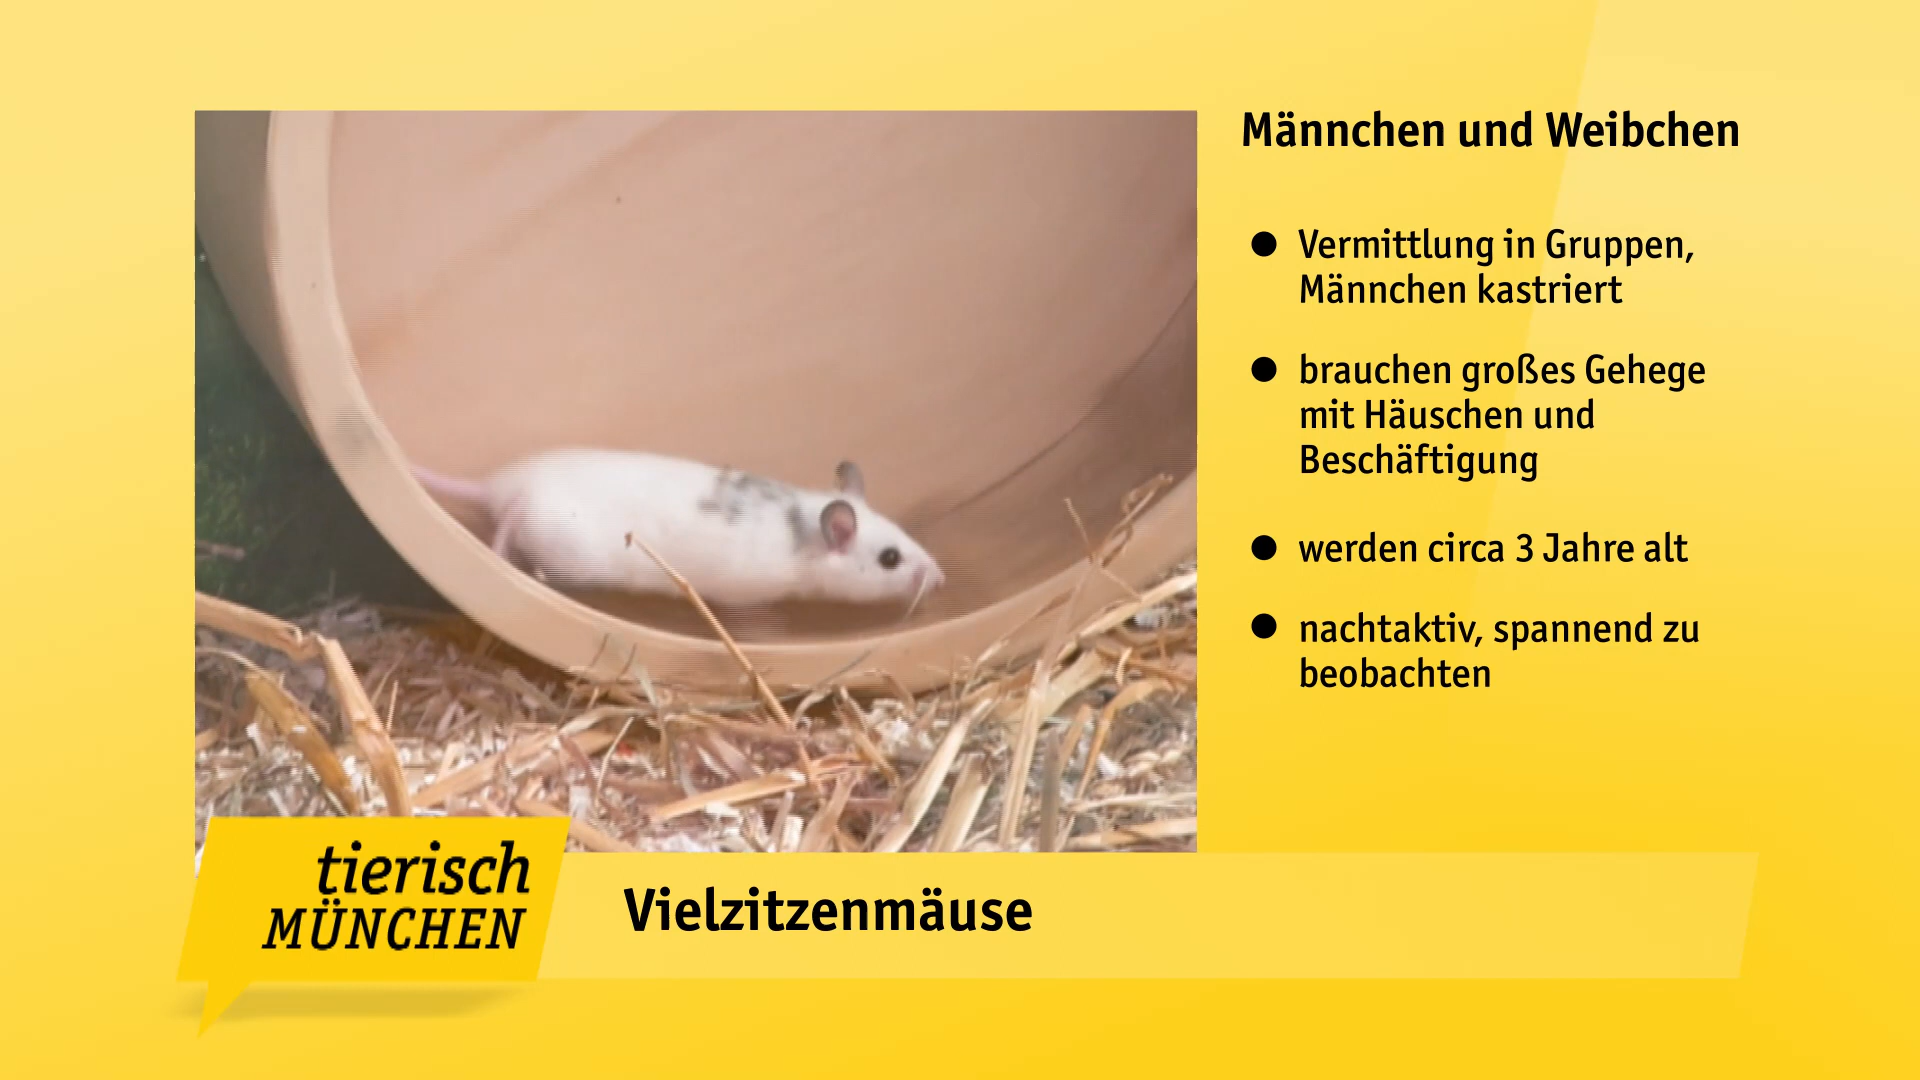 Männchen und Weibchen
● Vermittlung in Gruppen,
Männchen kastriert
● brauchen großes Gehege
mit Häuschen und
Beschäftigung
● werden circa 3 Jahre alt
● nachtaktiv, spannend zu
beobachten
tierisch
MÜNCHEN
Vielzitzenmäuse